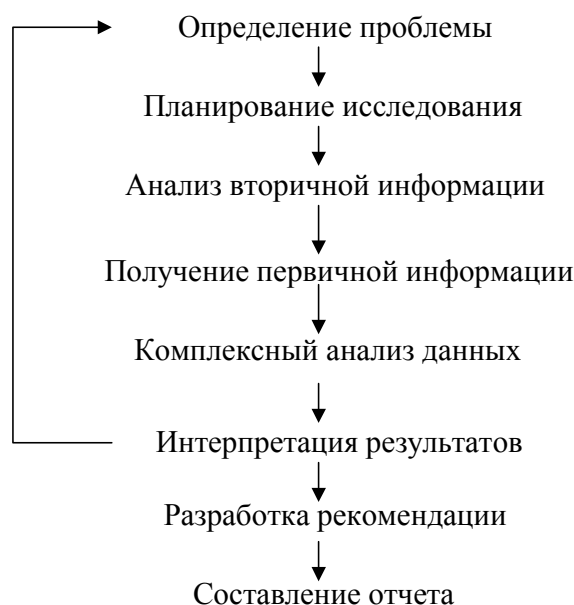 Определение проблемы
Планирование исследования
Анализ вторичной информации
Получение первичной информации
Комплексный анализ данных
Интерпретация результатов
Разработка рекомендации
Составление отчета